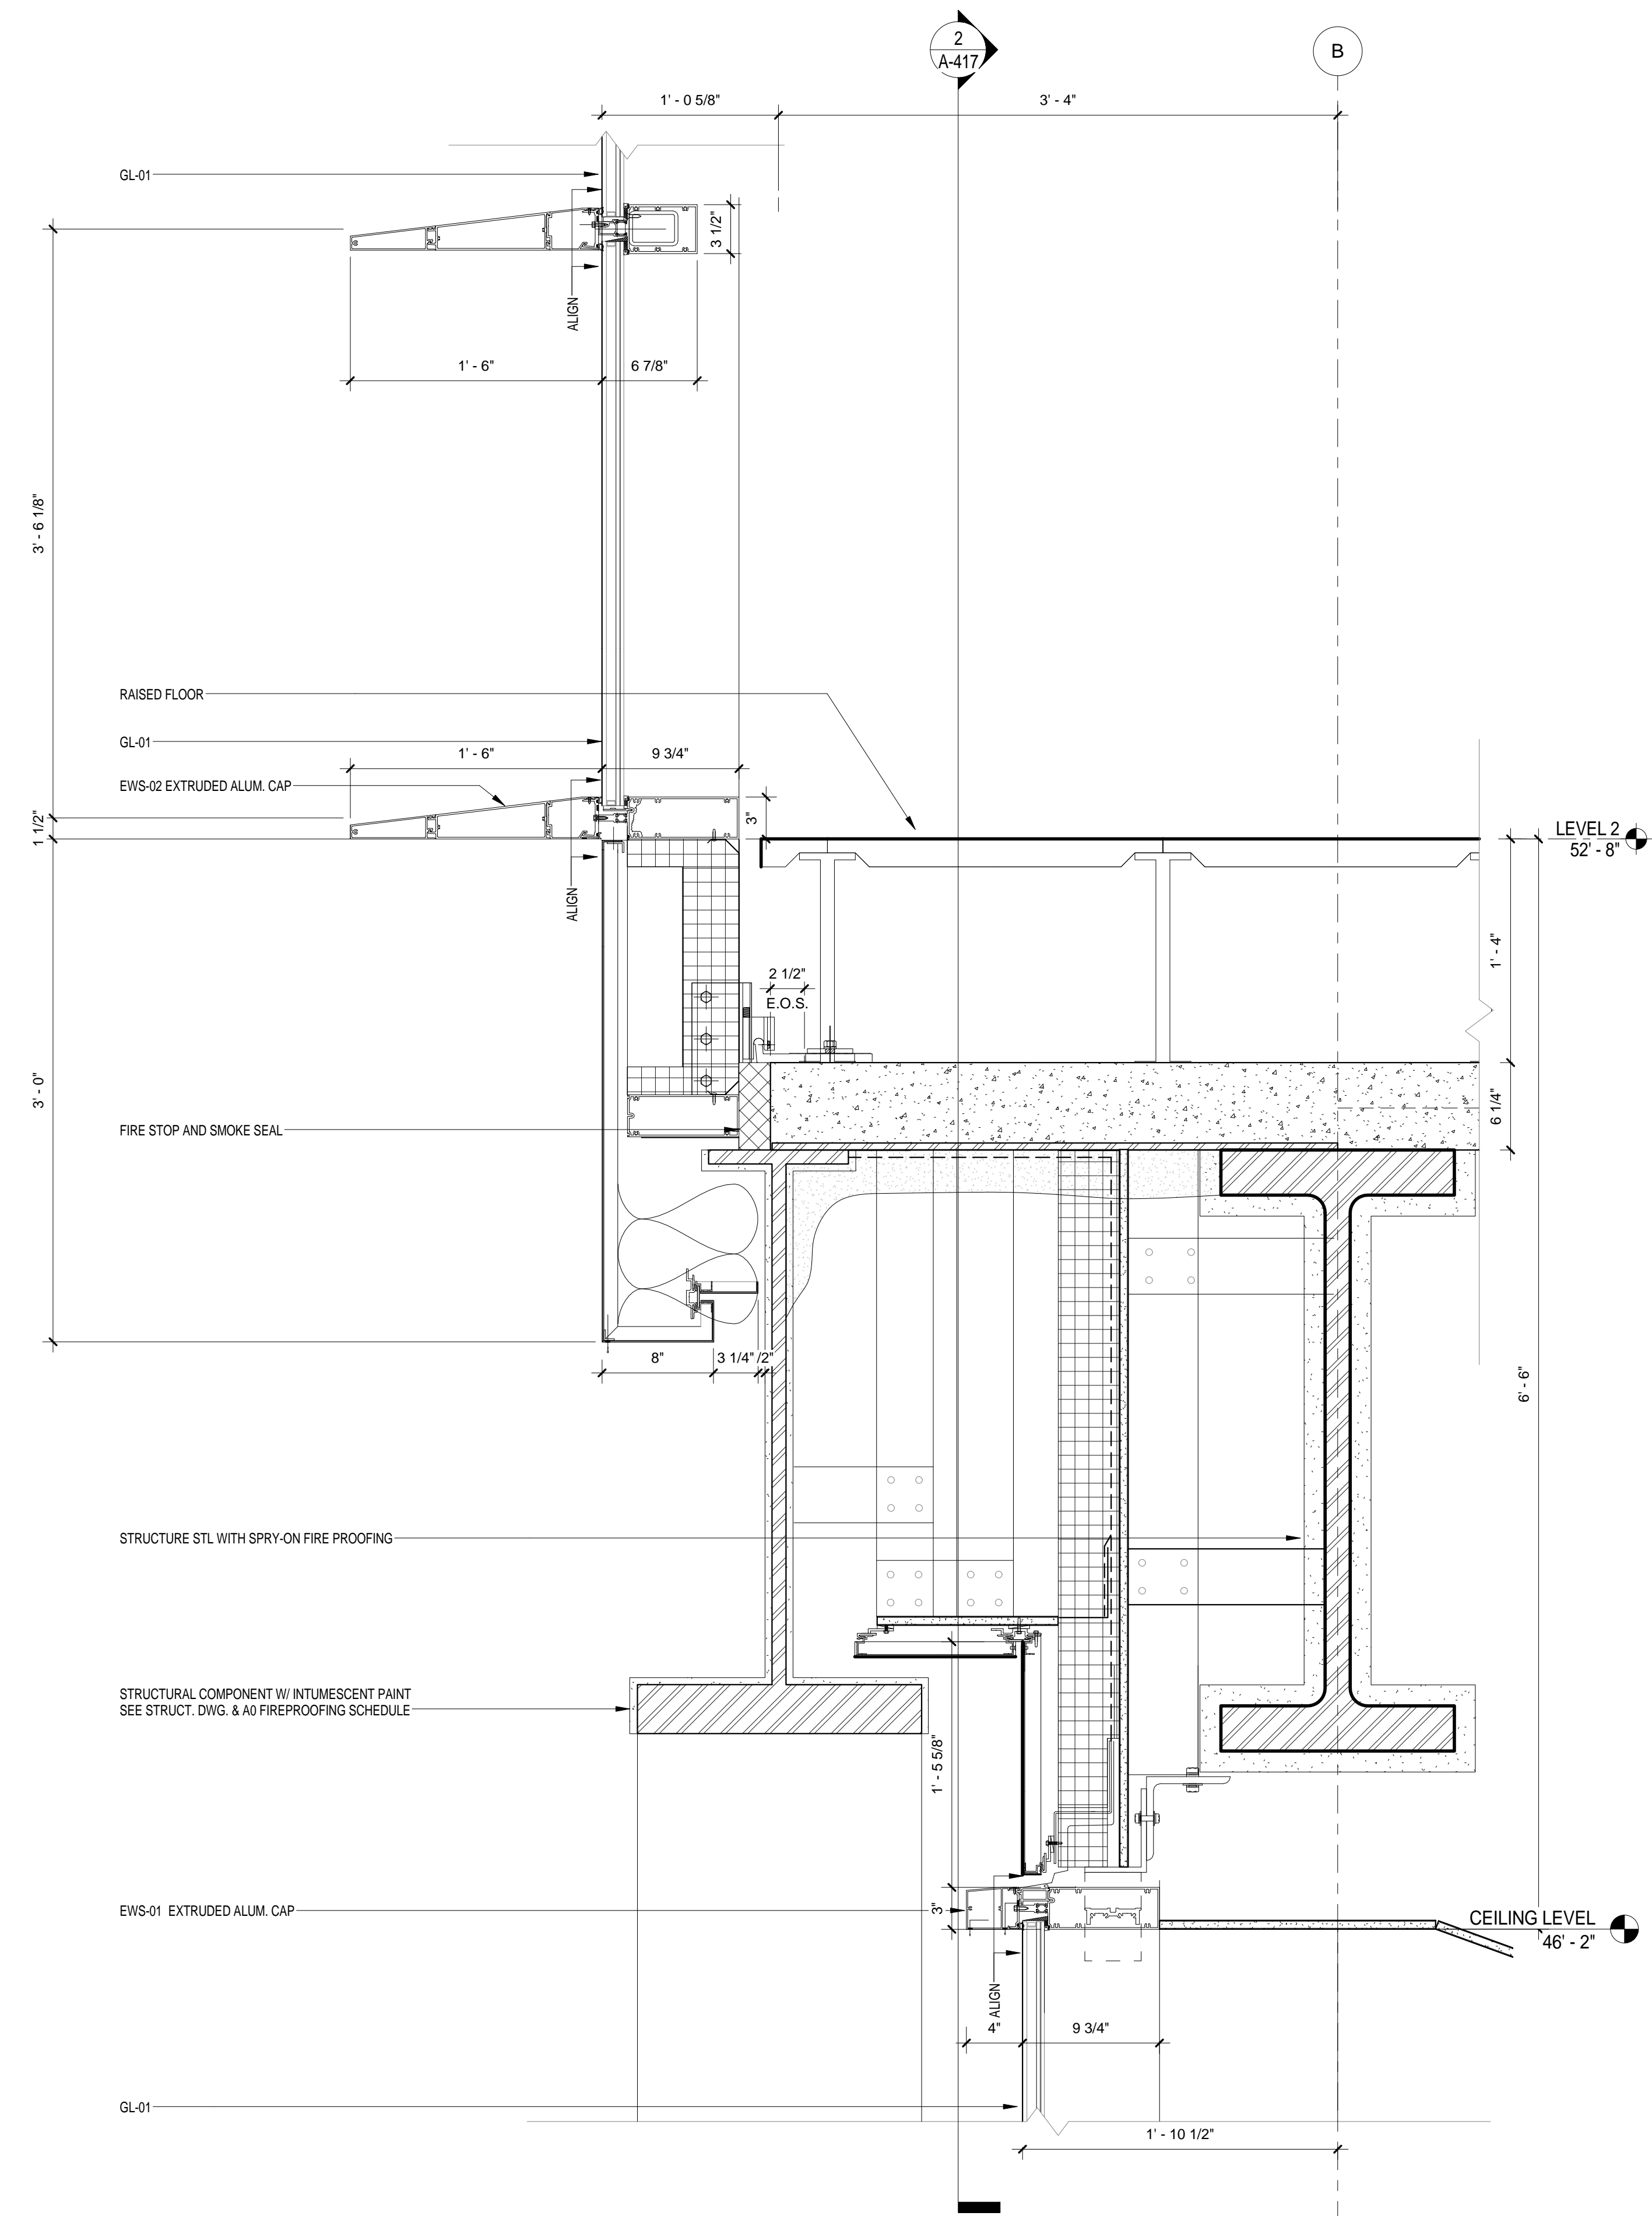 2
A-417
B
1' - 0 5/8"
3' - 4"
GL-01
3 1/2"
ALIGN
1' - 6"
6 7/8"
3' - 6 1/8"
RAISED FLOOR
GL-01
1' - 6"
9 3/4"
EWS-02 EXTRUDED ALUM. CAP
1 1/2"
3"
LEVEL 2
52' - 8"
ALIGN
1' - 4"
2 1/2"
E.O.S.
3' - 0"
6 1/4"
FIRE STOP AND SMOKE SEAL
8"
3 1/4"
/2"
6' - 6"
STRUCTURE STL WITH SPRY-ON FIRE PROOFING
STRUCTURAL COMPONENT W/ INTUMESCENT PAINT
SEE STRUCT. DWG. & A0 FIREPROOFING SCHEDULE
1' - 5 5/8"
EWS-01 EXTRUDED ALUM. CAP
3"
CEILING LEVEL
46' - 2"
ALIGN
4"
9 3/4"
GL-01
1' - 10 1/2"